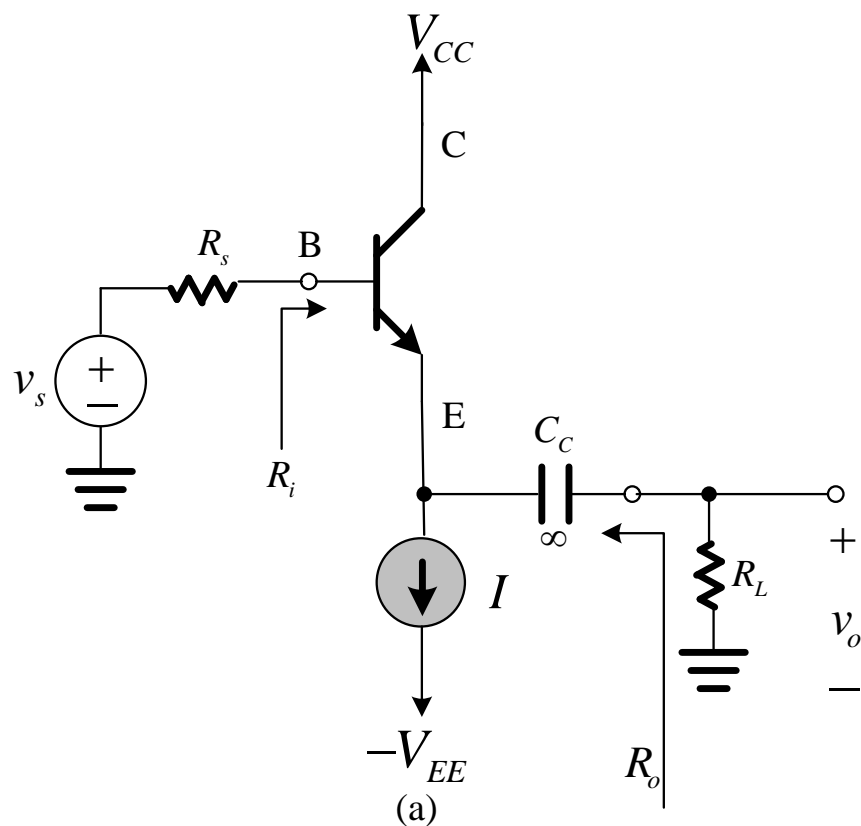 V_CC
C
R_s
B
v_s
+
−
R_i
E
C_C
∞
I
R_L
+
v_o
−
−V_EE
R_o
(a)